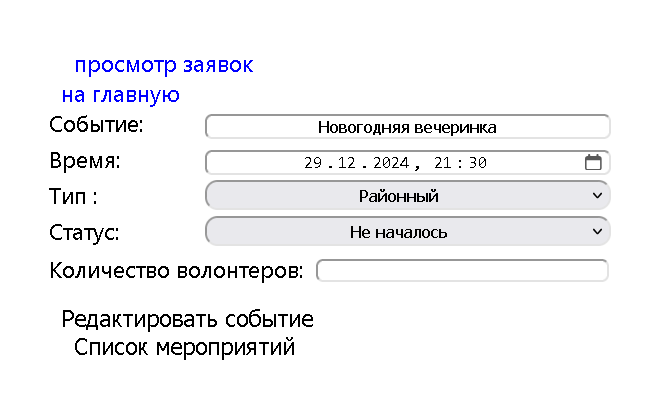 просмотр заявок
на главную
Событие: Новогодняя вечеринка
Время: 29.12.2024, 21:30
Тип : Районный
Статус: Не началось
Количество волонтеров:
Редактировать событие
Список мероприятий